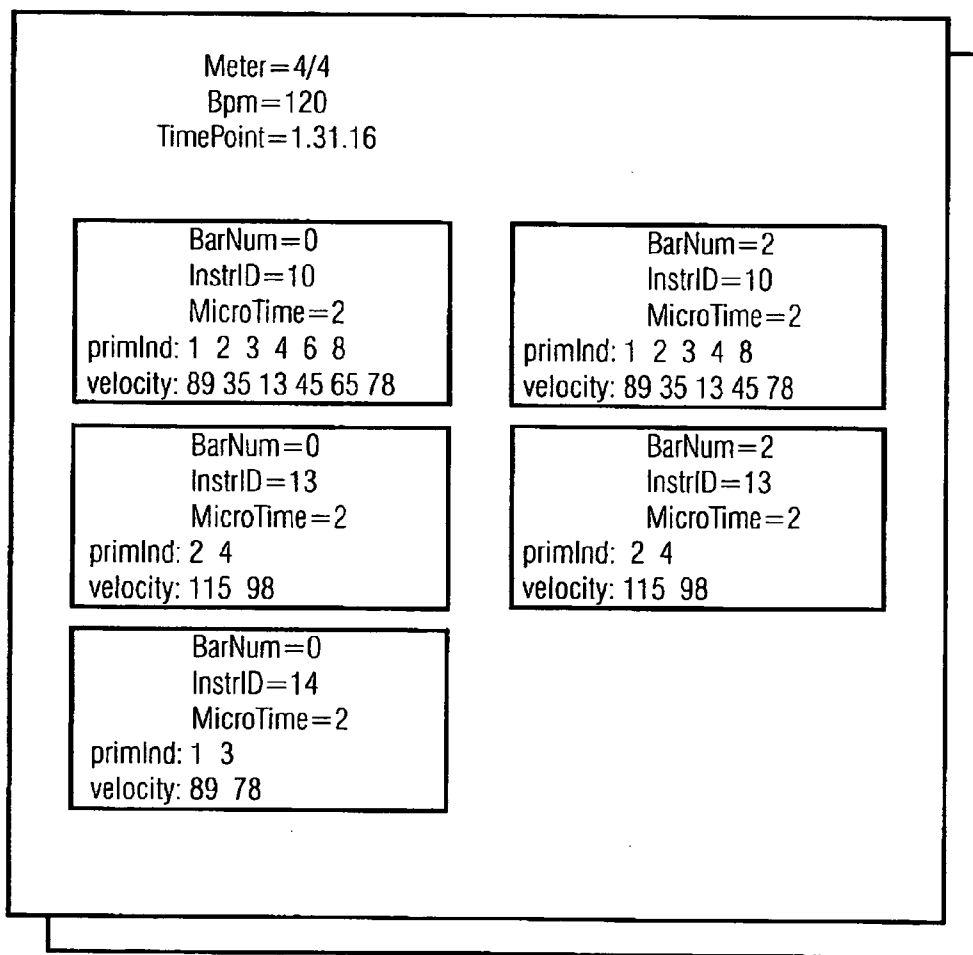 Meter=4/4
Bpm=120
TimePoint=1.31.16
BarNum=0
InstrID=10
MicroTime=2
primInd: 1 2 3 4 6 8
velocity: 89 35 13 45 65 78
BarNum=2
InstrID=10
MicroTime=2
primInd: 1 2 3 4 8
velocity: 89 35 13 45 78
BarNum=0
InstrID=13
MicroTime=2
primInd: 2 4
velocity: 115 98
BarNum=2
InstrID=13
MicroTime=2
primInd: 2 4
velocity: 115 98
BarNum=0
InstrID=14
MicroTime=2
primInd: 1 3
velocity: 89 78